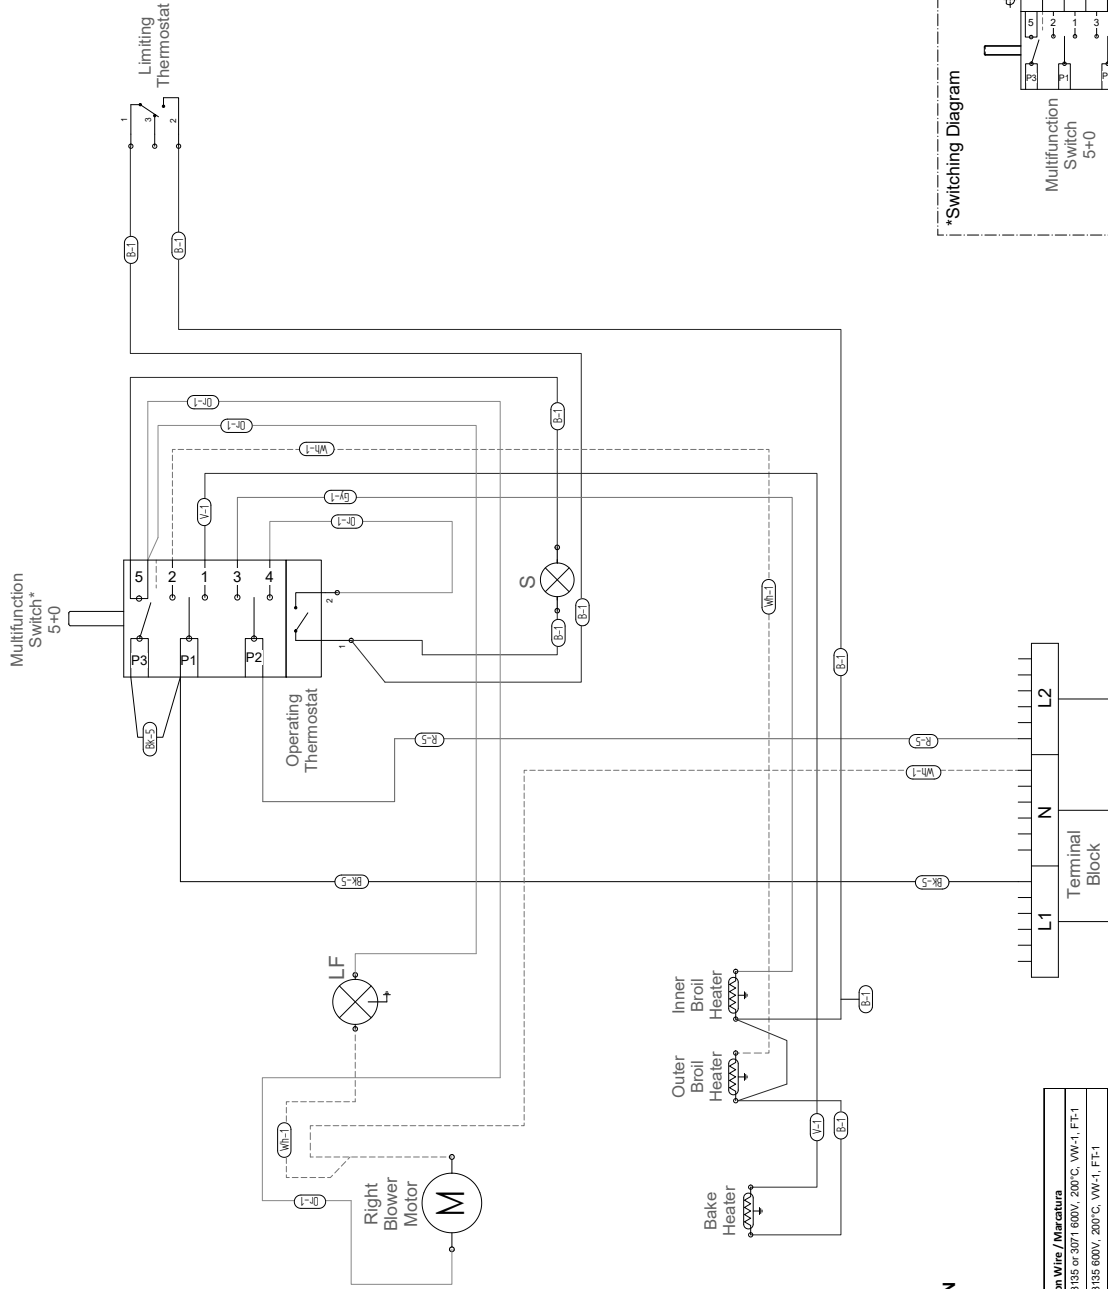 Limiting
Thermostat
1
3
2
B-1
B-1
*Switching Diagram
5
2
1
3
P3
P1
P
Multifunction
Switch
5+0
Multifunction
Switch*
5+0
5
2
1
3
4
P3
P1
P2
Bk-5
Operating
Thermostat
1
2
Or-1
Or-1
Wh-1
V-1
Gy-1
Or-1
B-1
S
B-1
B-1
R-5
R-5
Wh-1
Wh-1
B-1
Bk-5
Bk-5
L2
N
L1
Terminal
Block
LF
Wh-1
Or-1
Right
Blower
Motor
M
Inner
Broil
Heater
Outer
Broil
Heater
Bake
Heater
B-1
V-1
B-1
N
on Wire / Marcatura
3135 or 3071 600V, 200°C, VW-1, FT-1
3135 600V, 200°C, VW-1, FT-1